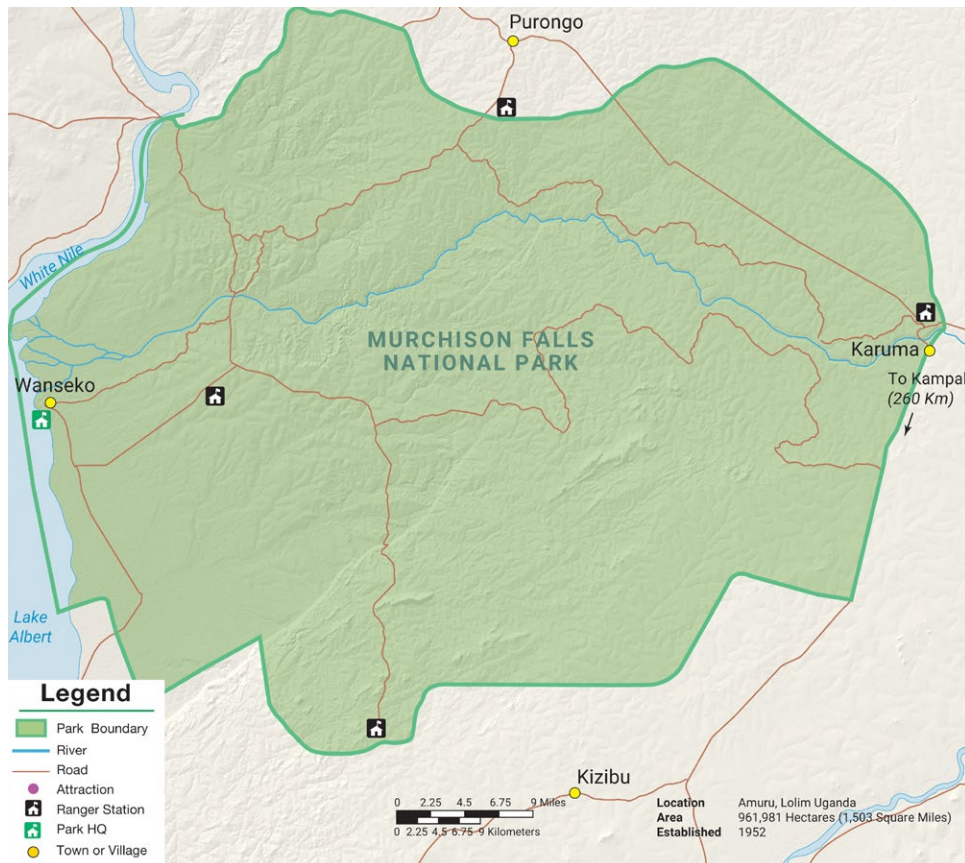 Purongo
White Nile
MURCHISON FALLS
NATIONAL PARK
Karuma
To Kampal
(260 Km)
Wanseko
Lake
Albert
Legend
Park Boundary
River
Road
Attraction
Ranger Station
Park HQ
Town or Village
Kizibu
0 2.25 4.5 6.75 9 Miles
0 2.25 4.5 6.75 9 Kilometers
Location Amuru, Lolim Uganda
Area 961,981 Hectares (1,503 Square Miles)
Established 1952